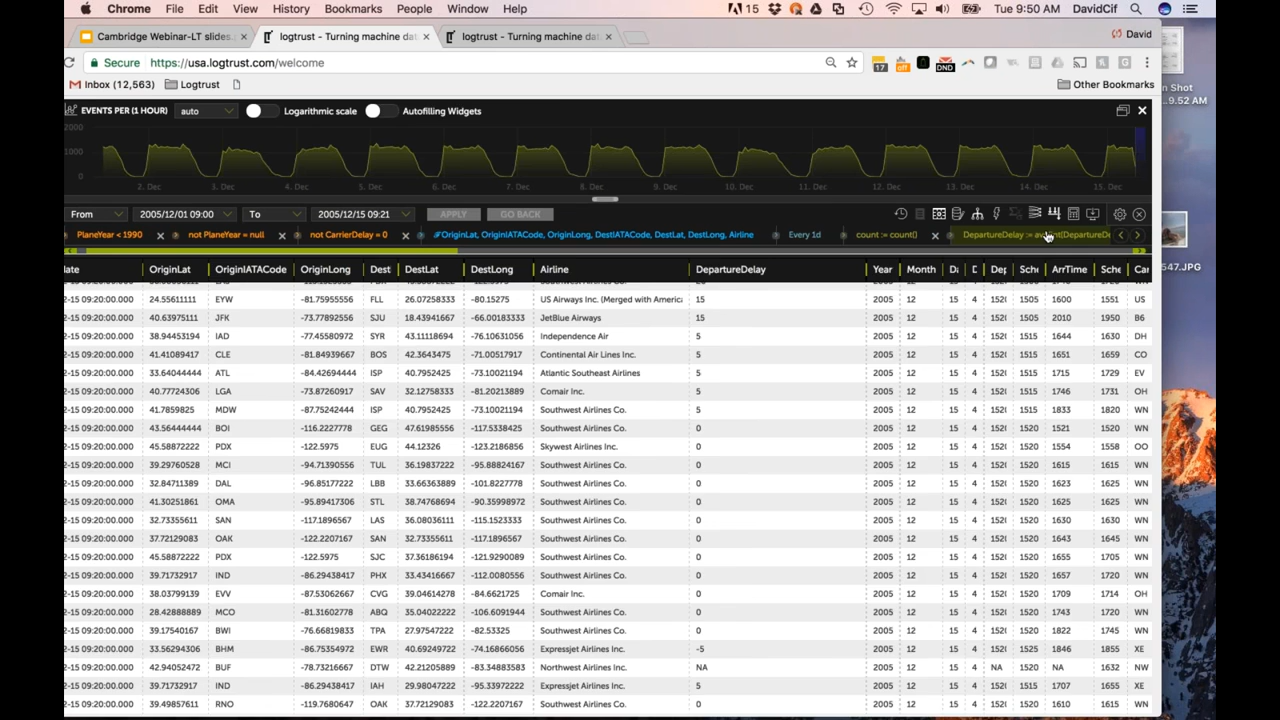 Chrome File Edit View History Bookmarks People Window Help 15 Tue 9:50 AM DavidCif
Cambridge Webinar-LT slides. × logtrust - Turning machine dat × logtrust - Turning machine dat × David
Secure https://usa.logtrust.com/welcome 17 off DND
Inbox (12,563) Logtrust Other Bookmarks
n Shot
...9.52 AM
547.JPG
EVENTS PER (1 HOUR) auto Logarithmic scale Autofilling Widgets
2000
1000
0
2. Dec 3. Dec 4. Dec 5. Dec 6. Dec 7. Dec 8. Dec 9. Dec 10. Dec 11. Dec 12. Dec 13. Dec 14. Dec 15. Dec
From 2005/12/01 09:00 To 2005/12/15 09:21 APPLY GO BACK
PlaneYear < 1990 × not PlaneYear = null × not CarrierDelay = 0 × OriginLat, OriginIATACode, OriginLong, DestIATACode, DestLat, DestLong, Airline Every 1d count := count() × DepartureDelay :=
date OriginLat OriginIATACode OriginLong Dest DestLat DestLong Airline DepartureDelay Year Month D D Dep Sche ArrTime Sche Car
2-15 09:20:00.000 24.55611111 EYW -81.75955556 FLL 26.07258333 -80.15275 US Airways Inc. (Merged with America 15 2005 12 15 4 1520 1505 1600 1551 US
2-15 09:20:00.000 40.63975111 JFK -73.77892556 SJU 18.43941667 -66.00183333 JetBlue Airways 15 2005 12 15 4 1520 1505 2010 1950 B6
2-15 09:20:00.000 38.94453194 IAD -77.45580972 SYR 43.11118694 -76.10631056 Independence Air 5 2005 12 15 4 1520 1515 1644 1630 DH
2-15 09:20:00.000 41.41089417 CLE -81.84939667 BOS 42.3643475 -71.00517917 Continental Air Lines Inc. 5 2005 12 15 4 1520 1515 1651 1659 CO
2-15 09:20:00.000 33.64044444 ATL -84.42694444 ISP 40.7952425 -73.10021194 Atlantic Southeast Airlines 5 2005 12 15 4 1520 1515 1715 1729 EV
2-15 09:20:00.000 40.77724306 LGA -73.87260917 SAV 32.12758333 -81.20213889 Comair Inc. 5 2005 12 15 4 1520 1515 1746 1731 OH
2-15 09:20:00.000 41.7859825 MDW -87.75242444 ISP 40.7952425 -73.10021194 Southwest Airlines Co. 5 2005 12 15 4 1520 1515 1833 1820 WN
2-15 09:20:00.000 43.56444444 BOI -116.2227778 GEG 47.61985556 -117.5338425 Southwest Airlines Co. 0 2005 12 15 4 1520 1520 1521 1520 WN
2-15 09:20:00.000 45.58872222 PDX -122.5975 EUG 44.12326 -123.2186856 Skywest Airlines Inc. 0 2005 12 15 4 1520 1520 1554 1558 OO
2-15 09:20:00.000 39.29760528 MCI -94.71390556 TUL 36.19837222 -95.88824167 Southwest Airlines Co. 0 2005 12 15 4 1520 1520 1615 1615 WN
2-15 09:20:00.000 32.84711389 DAL -96.85177222 LBB 33.66363889 -101.8227778 Southwest Airlines Co. 0 2005 12 15 4 1520 1520 1623 1625 WN
2-15 09:20:00.000 41.30251861 OMA -95.89417306 STL 38.74768694 -90.35998972 Southwest Airlines Co. 0 2005 12 15 4 1520 1520 1625 1625 WN
2-15 09:20:00.000 32.73355611 SAN -117.1896567 LAS 36.08036111 -115.1523333 Southwest Airlines Co. 0 2005 12 15 4 1520 1520 1630 1630 WN
2-15 09:20:00.000 37.72129083 OAK -122.2207167 SAN 32.73355611 -117.1896567 Southwest Airlines Co. 0 2005 12 15 4 1520 1520 1643 1645 WN
2-15 09:20:00.000 45.58872222 PDX -122.5975 SJC 37.36186194 -121.9290089 Southwest Airlines Co. 0 2005 12 15 4 1520 1520 1655 1705 WN
2-15 09:20:00.000 39.71732917 IND -86.29438417 PHX 33.43416667 -112.0080556 Southwest Airlines Co. 0 2005 12 15 4 1520 1520 1657 1720 WN
2-15 09:20:00.000 38.03799139 EVV -87.53062667 CVG 39.04614278 -84.6621725 Comair Inc. 0 2005 12 15 4 1520 1520 1709 1714 OH
2-15 09:20:00.000 28.42888889 MCO -81.31602778 ABQ 35.04022222 -106.6091944 Southwest Airlines Co. 0 2005 12 15 4 1520 1520 1743 1720 WN
2-15 09:20:00.000 39.17540167 BWI -76.66819833 TPA 27.97547222 -82.53325 Southwest Airlines Co. 0 2005 12 15 4 1520 1520 1822 1745 WN
2-15 09:20:00.000 33.56294306 BHM -86.75354972 EWR 40.69249722 -74.16866056 Expressjet Airlines Inc. -5 2005 12 15 4 1520 1525 1846 1855 XE
2-15 09:20:00.000 42.94052472 BUF -78.73216667 DTW 42.21205889 -83.34883583 Northwest Airlines Inc. NA 2005 12 15 4 NA 1520 NA 1632 NW
2-15 09:20:00.000 39.71732917 IND -86.29438417 IAH 29.98047222 -95.33972222 Expressjet Airlines Inc. 5 2005 12 15 4 1520 1515 1707 1655 XE
2-15 09:20:00.000 39.49857611 RNO -119.7680647 OAK 37.72129083 -122.2207167 Southwest Airlines Co. 0 2005 12 15 4 1520 1520 1610 1615 WN